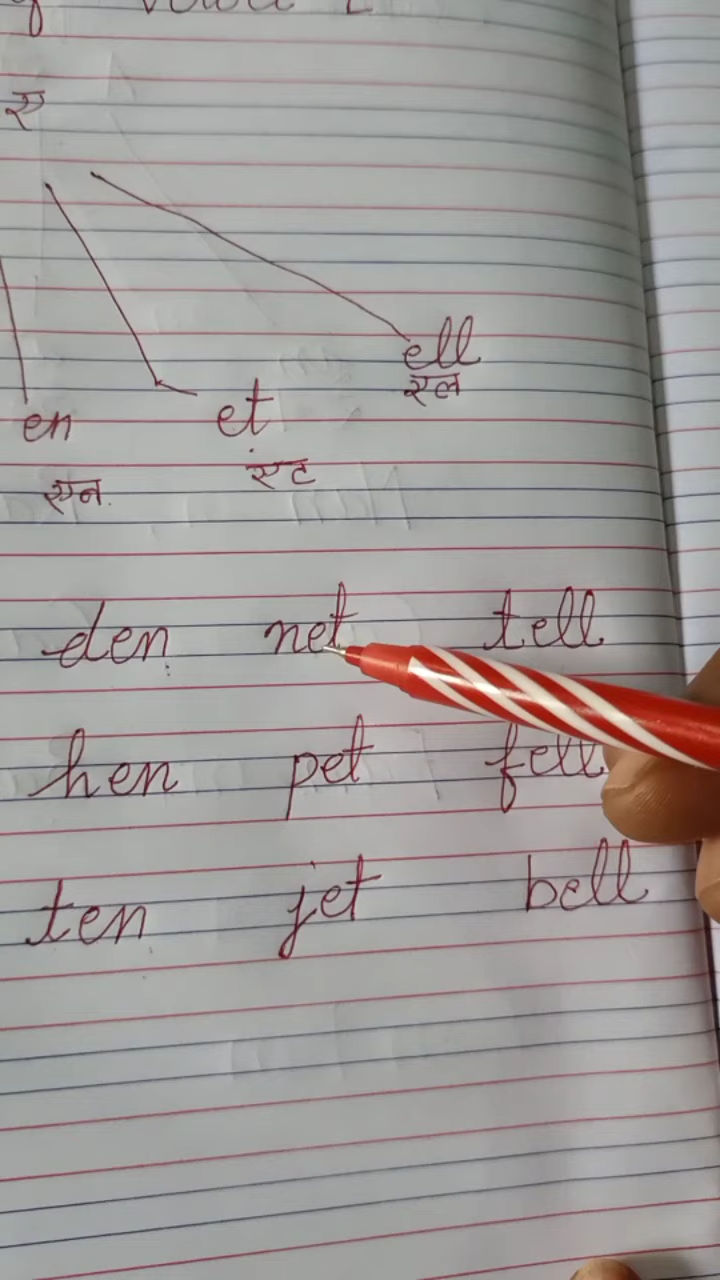 ए
ell
एल
en et
एन एट
den net tell
hen pet fell
ten jet bell